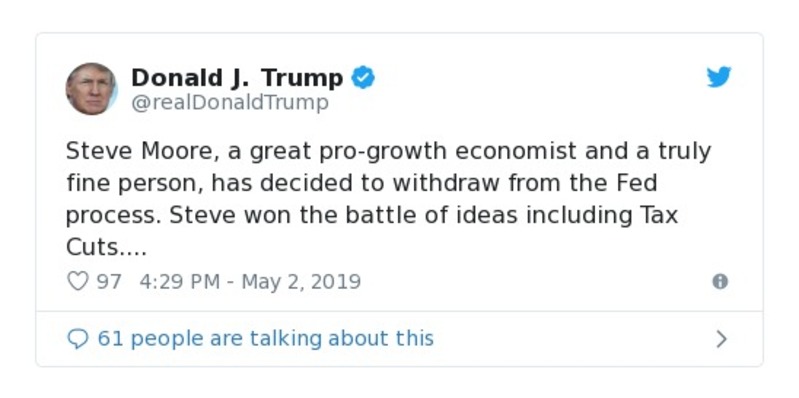 Donald J. Trump
@realDonaldTrump
Steve Moore, a great pro-growth economist and a truly
fine person, has decided to withdraw from the Fed
process. Steve won the battle of ideas including Tax
Cuts....
97 4:29 PM - May 2, 2019
61 people are talking about this